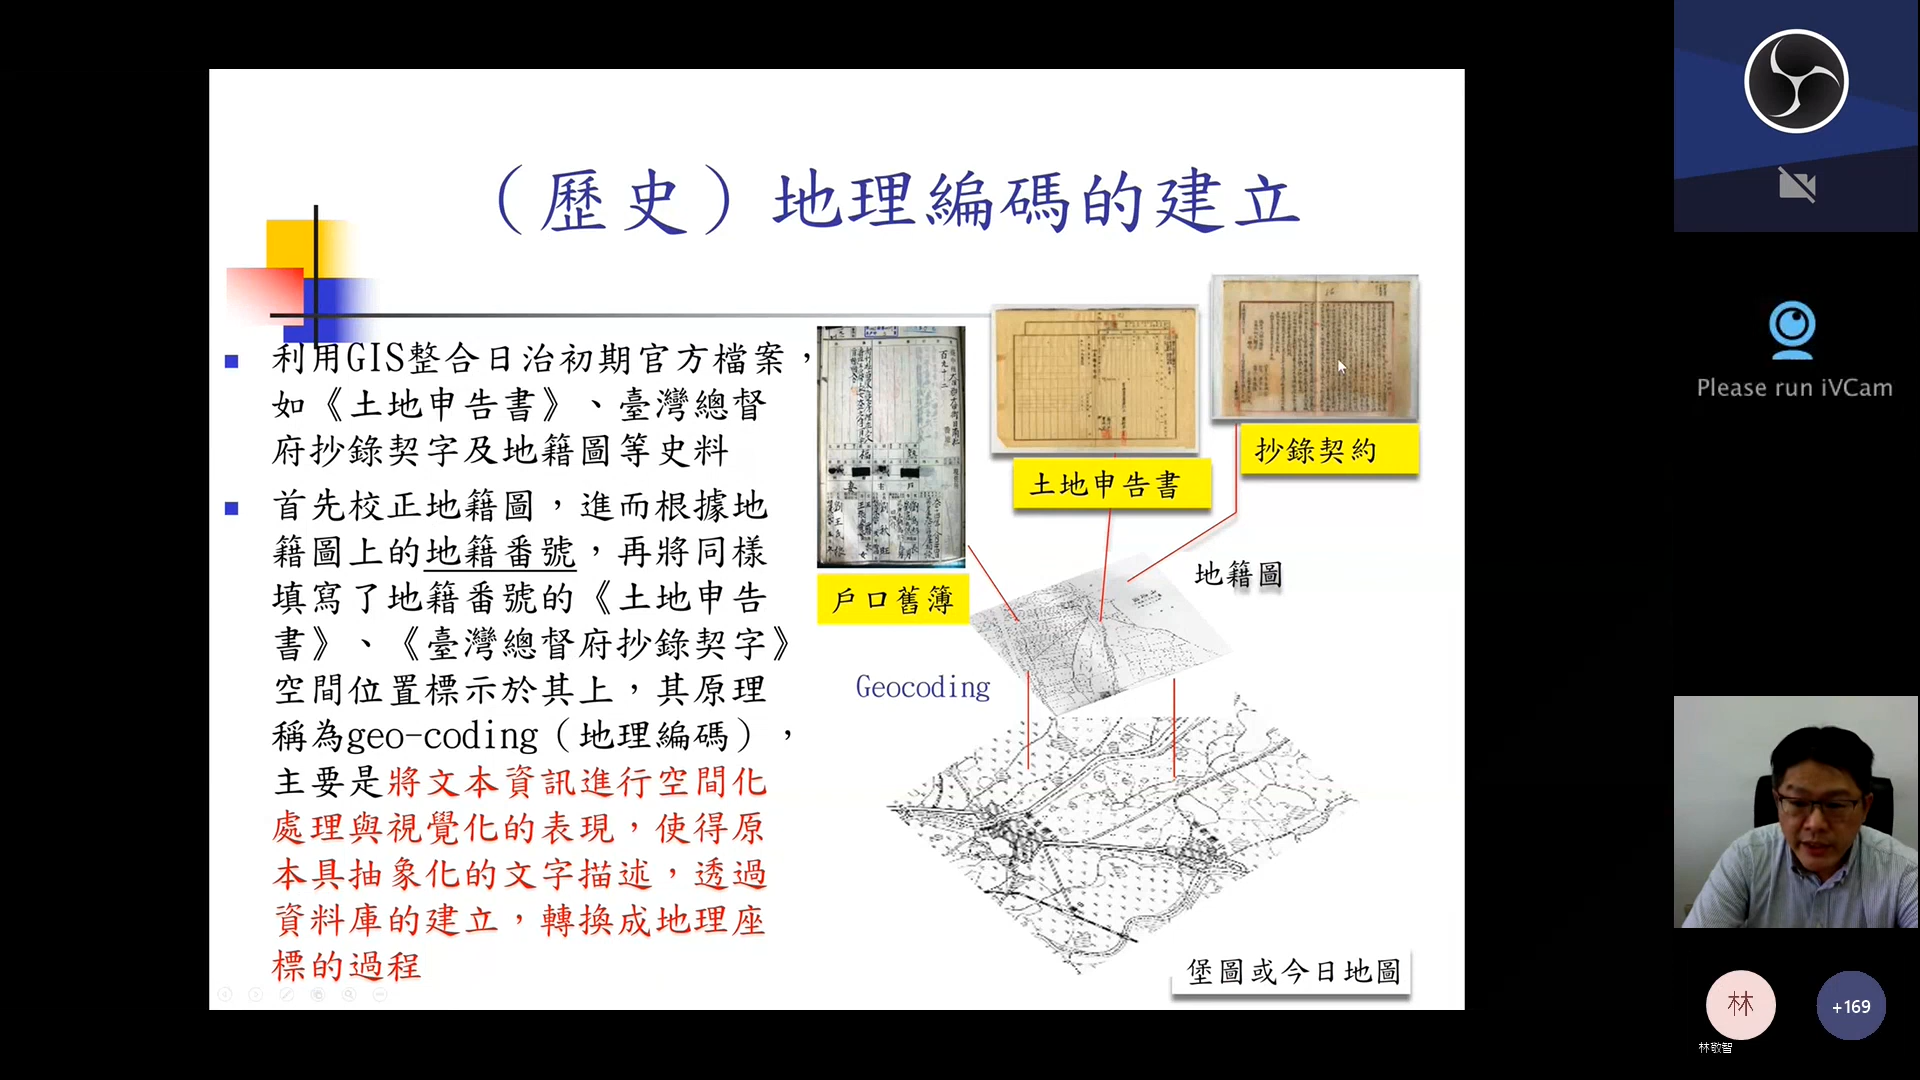 （歷史）地理編碼的建立
利用GIS整合日治初期官方檔案，
如《土地申告書》、臺灣總督
府抄錄契字及地籍圖等史料
首先校正地籍圖，進而根據地
籍圖上的地籍番號，再將同樣
填寫了地籍番號的《土地申告
書》、《臺灣總督府抄錄契字》
空間位置標示於其上，其原理
稱為geo-coding（地理編碼），
主要是將文本資訊進行空間化
處理與視覺化的表現，使得原
本具抽象化的文字描述，透過
資料庫的建立，轉換成地理座
標的過程
抄錄契約
土地申告書
戶口舊簿
地籍圖
Geocoding
堡圖或今日地圖
Please run iVCam
林
+169
林敬智